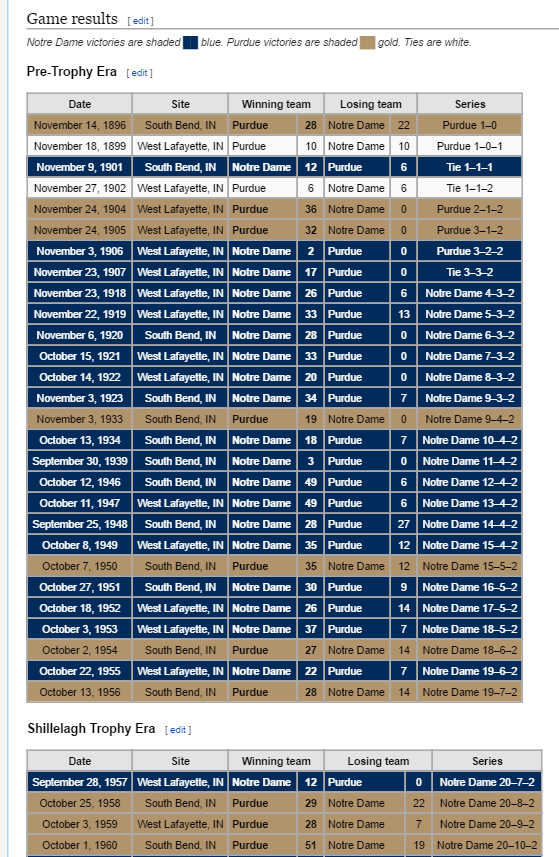 Game results [ edit ]
Notre Dame victories are shaded blue. Purdue victories are shaded gold. Ties are white.
Pre-Trophy Era [ edit ]
Date Site Winning team Losing team Series
November 14, 1896 South Bend, IN Purdue 28 Notre Dame 22 Purdue 1–0
November 18, 1899 West Lafayette, IN Purdue 10 Notre Dame 10 Purdue 1–0–1
November 9, 1901 South Bend, IN Notre Dame 12 Purdue 6 Tie 1–1–1
November 27, 1902 West Lafayette, IN Purdue 6 Notre Dame 6 Tie 1–1–2
November 24, 1904 West Lafayette, IN Purdue 36 Notre Dame 0 Purdue 2–1–2
November 24, 1905 West Lafayette, IN Purdue 32 Notre Dame 0 Purdue 3–1–2
November 3, 1906 West Lafayette, IN Notre Dame 2 Purdue 0 Purdue 3–2–2
November 23, 1907 West Lafayette, IN Notre Dame 17 Purdue 0 Tie 3–3–2
November 23, 1918 West Lafayette, IN Notre Dame 26 Purdue 6 Notre Dame 4–3–2
November 22, 1919 West Lafayette, IN Notre Dame 33 Purdue 13 Notre Dame 5–3–2
November 6, 1920 South Bend, IN Notre Dame 28 Purdue 0 Notre Dame 6–3–2
October 15, 1921 West Lafayette, IN Notre Dame 33 Purdue 0 Notre Dame 7–3–2
October 14, 1922 West Lafayette, IN Notre Dame 20 Purdue 0 Notre Dame 8–3–2
November 3, 1923 South Bend, IN Notre Dame 34 Purdue 7 Notre Dame 9–3–2
November 3, 1933 South Bend, IN Purdue 19 Notre Dame 0 Notre Dame 9–4–2
October 13, 1934 South Bend, IN Notre Dame 18 Purdue 7 Notre Dame 10–4–2
September 30, 1939 South Bend, IN Notre Dame 3 Purdue 0 Notre Dame 11–4–2
October 12, 1946 South Bend, IN Notre Dame 49 Purdue 6 Notre Dame 12–4–2
October 11, 1947 West Lafayette, IN Notre Dame 49 Purdue 6 Notre Dame 13–4–2
September 25, 1948 South Bend, IN Notre Dame 28 Purdue 27 Notre Dame 14–4–2
October 8, 1949 West Lafayette, IN Notre Dame 35 Purdue 12 Notre Dame 15–4–2
October 7, 1950 South Bend, IN Purdue 35 Notre Dame 12 Notre Dame 15–5–2
October 27, 1951 South Bend, IN Notre Dame 30 Purdue 9 Notre Dame 16–5–2
October 18, 1952 West Lafayette, IN Notre Dame 26 Purdue 14 Notre Dame 17–5–2
October 3, 1953 West Lafayette, IN Notre Dame 37 Purdue 7 Notre Dame 18–5–2
October 2, 1954 South Bend, IN Purdue 27 Notre Dame 14 Notre Dame 18–6–2
October 22, 1955 West Lafayette, IN Notre Dame 22 Purdue 7 Notre Dame 19–6–2
October 13, 1956 South Bend, IN Purdue 28 Notre Dame 14 Notre Dame 19–7–2
Shillelagh Trophy Era [ edit ]
Date Site Winning team Losing team Series
September 28, 1957 West Lafayette, IN Notre Dame 12 Purdue 0 Notre Dame 20–7–2
October 25, 1958 South Bend, IN Purdue 29 Notre Dame 22 Notre Dame 20–8–2
October 3, 1959 West Lafayette, IN Purdue 28 Notre Dame 7 Notre Dame 20–9–2
October 1, 1960 South Bend, IN Purdue 51 Notre Dame 19 Notre Dame 20–10–2